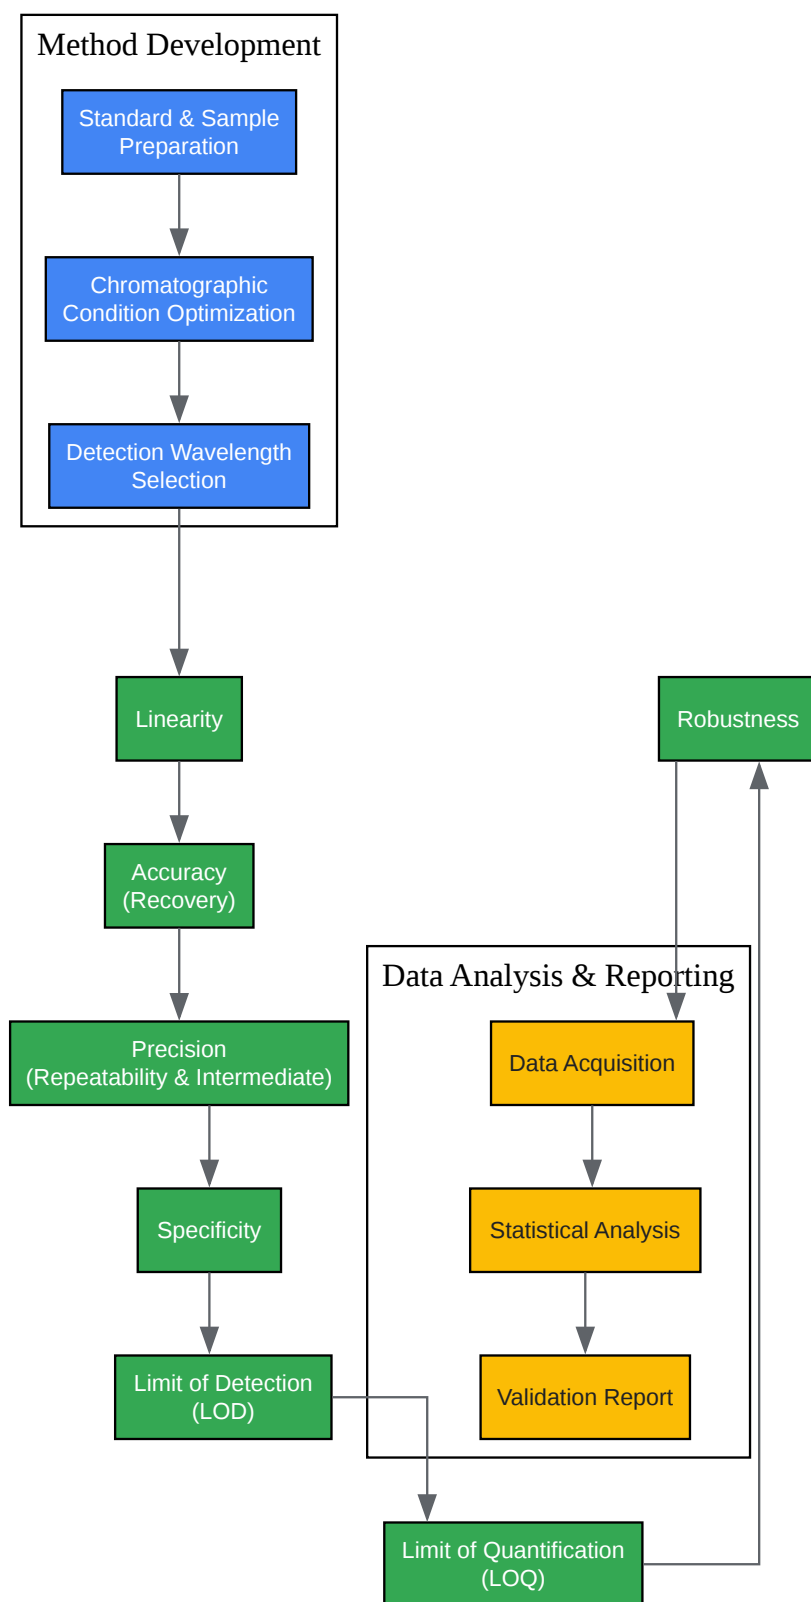 Method Development
Standard & Sample
Preparation
Chromatographic
Condition Optimization
Detection Wavelength
Selection
Linearity
Robustness
Accuracy
(Recovery)
Data Analysis & Reporting
Precision
(Repeatability & Intermediate)
Data Acquisition
Specificity
Statistical Analysis
Limit of Detection
(LOD)
Validation Report
Limit of Quantification
(LOQ)